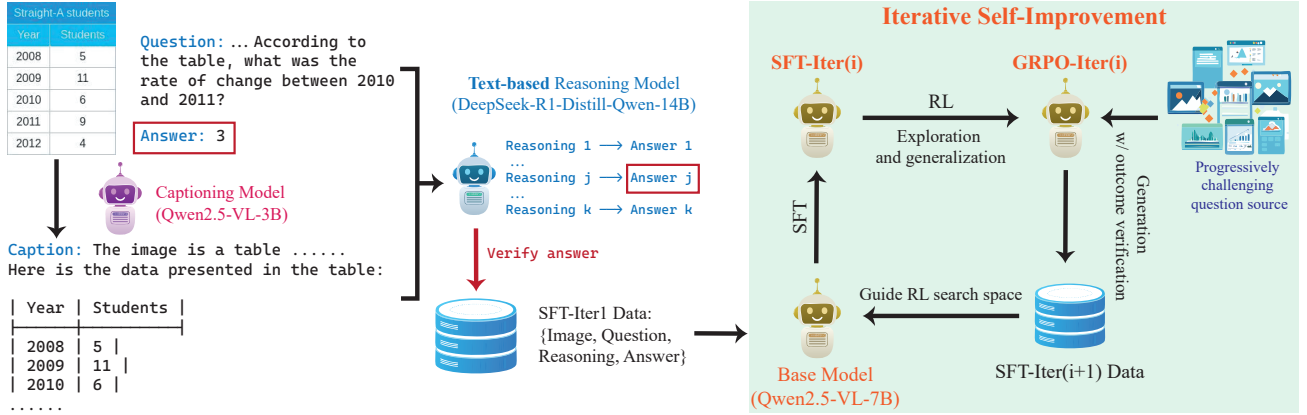 Straight-A students
Year Students
2008 5
2009 11
2010 6
2011 9
2012 4
Question: ... According to
the table, what was the
rate of change between 2010
and 2011?
Answer: 3
Captioning Model
(Qwen2.5-VL-3B)
Caption: The image is a table ......
Here is the data presented in the table:
| Year | Students |
|------|----------|
| 2008 | 5 |
| 2009 | 11 |
| 2010 | 6 |
......
Text-based Reasoning Model
(DeepSeek-R1-Distill-Qwen-14B)
Reasoning 1 → Answer 1
...
Reasoning j → Answer j
...
Reasoning k → Answer k
Verify answer
SFT-Iter1 Data:
{Image, Question,
Reasoning, Answer}
Iterative Self-Improvement
SFT-Iter(i)
GRPO-Iter(i)
RL
Exploration
and generalization
Progressively
challenging
question source
SFT
Generation
w/ outcome verification
Guide RL search space
Base Model
(Qwen2.5-VL-7B)
SFT-Iter(i+1) Data